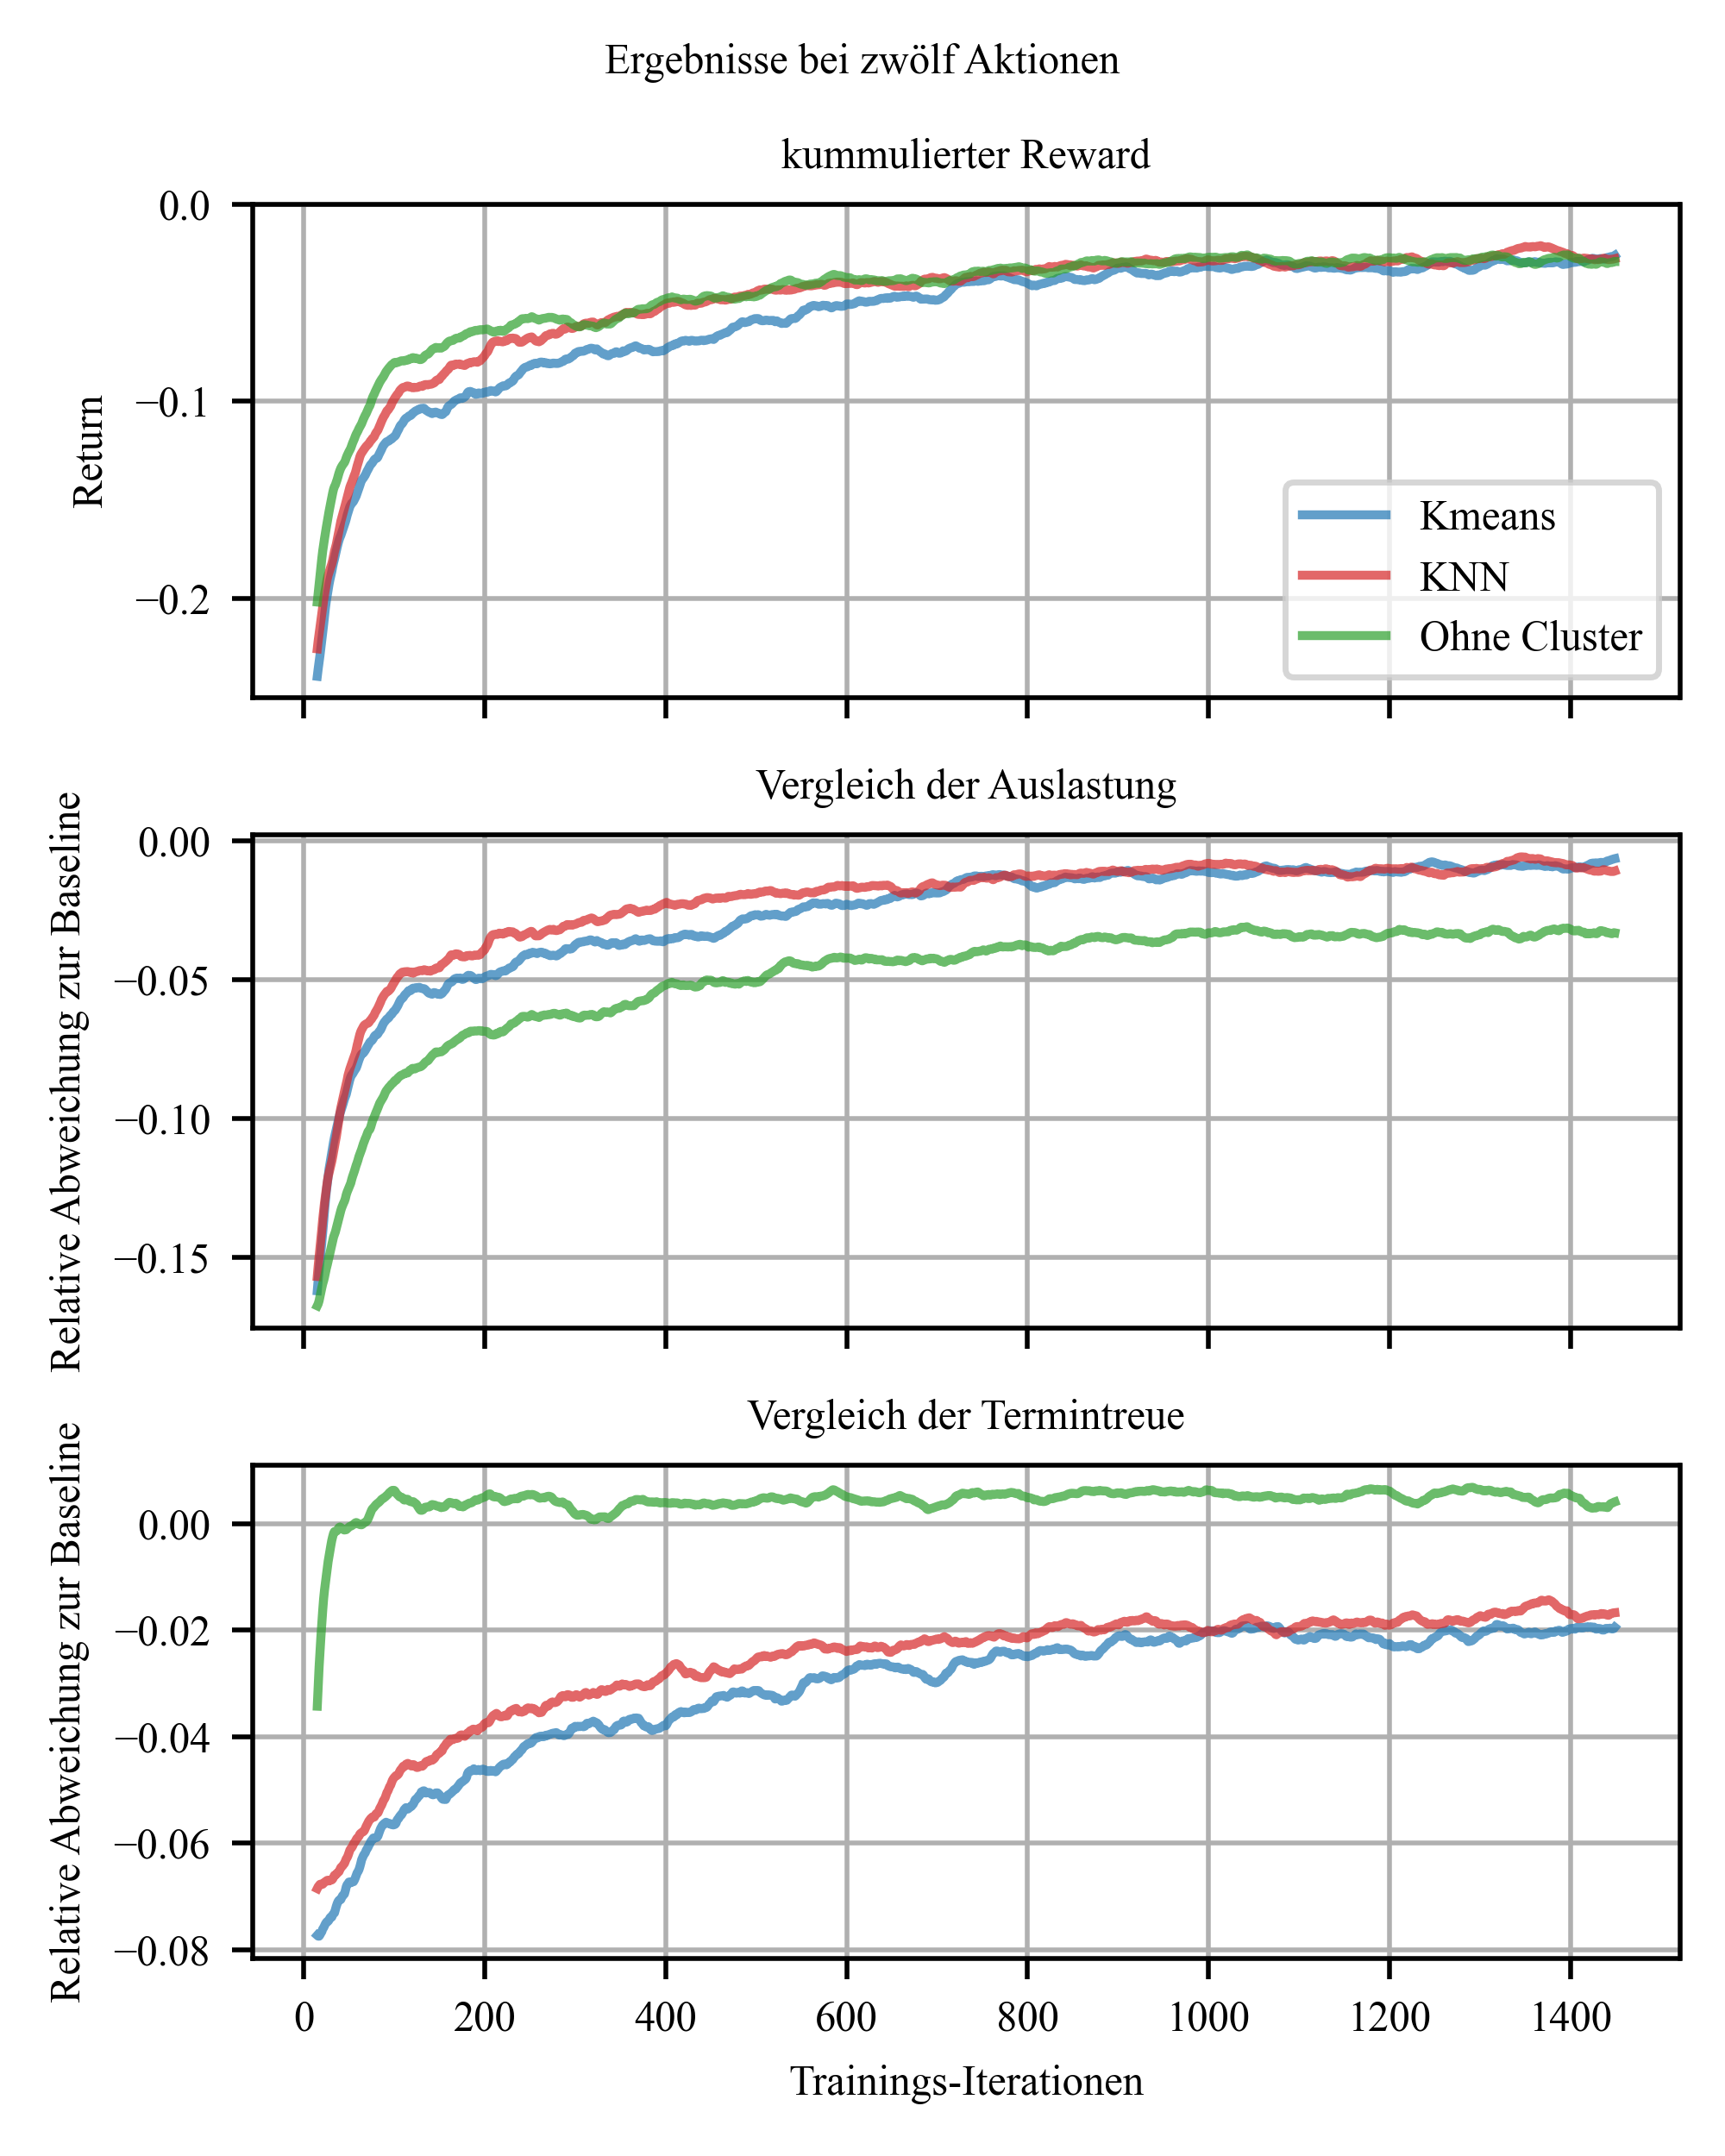 Ergebnisse bei zwölf Aktionen
kummulierter Reward
Return
0.0
−0.1
−0.2
Kmeans
KNN
Ohne Cluster
Vergleich der Auslastung
Relative Abweichung zur Baseline
0.00
−0.05
−0.10
−0.15
Vergleich der Termintreue
Relative Abweichung zur Baseline
0.00
−0.02
−0.04
−0.06
−0.08
0 200 400 600 800 1000 1200 1400
Trainings-Iterationen